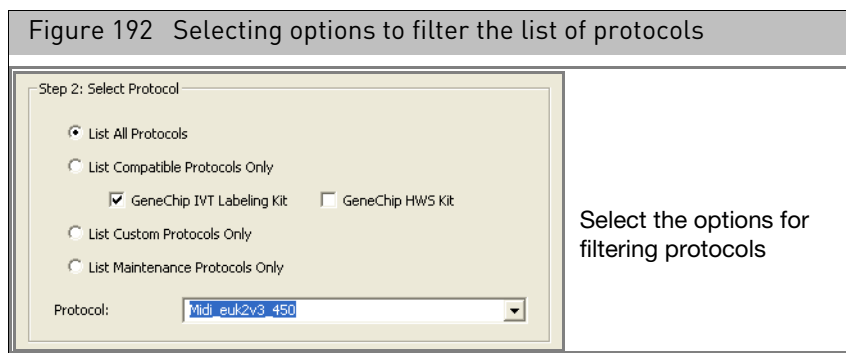 Figure 192 Selecting options to filter the list of protocols
Step 2: Select Protocol
List All Protocols
List Compatible Protocols Only
GeneChip IVT Labeling Kit GeneChip HWS Kit
List Custom Protocols Only
List Maintenance Protocols Only
Protocol: Midi_euk2v3_450
Select the options for
filtering protocols